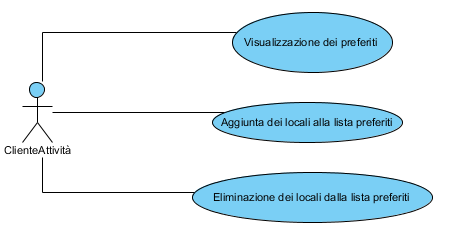 Visualizzazione dei preferiti
Aggiunta dei locali alla lista preferiti
ClienteAttività
Eliminazione dei locali dalla lista preferiti